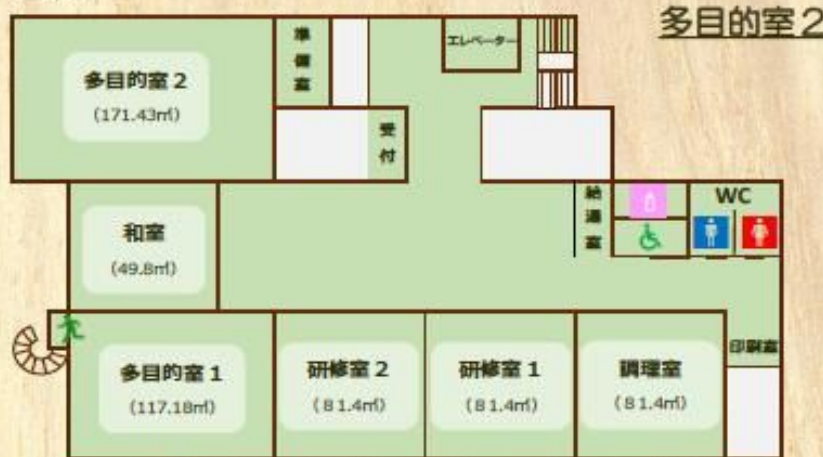 多目的室2
多目的室2
(171.43㎡)
準備室
エレベーター
受付
和室
(49.8㎡)
給湯室
WC
多目的室1
(117.18㎡)
研修室2
(81.4㎡)
研修室1
(81.4㎡)
調理室
(81.4㎡)
印刷室